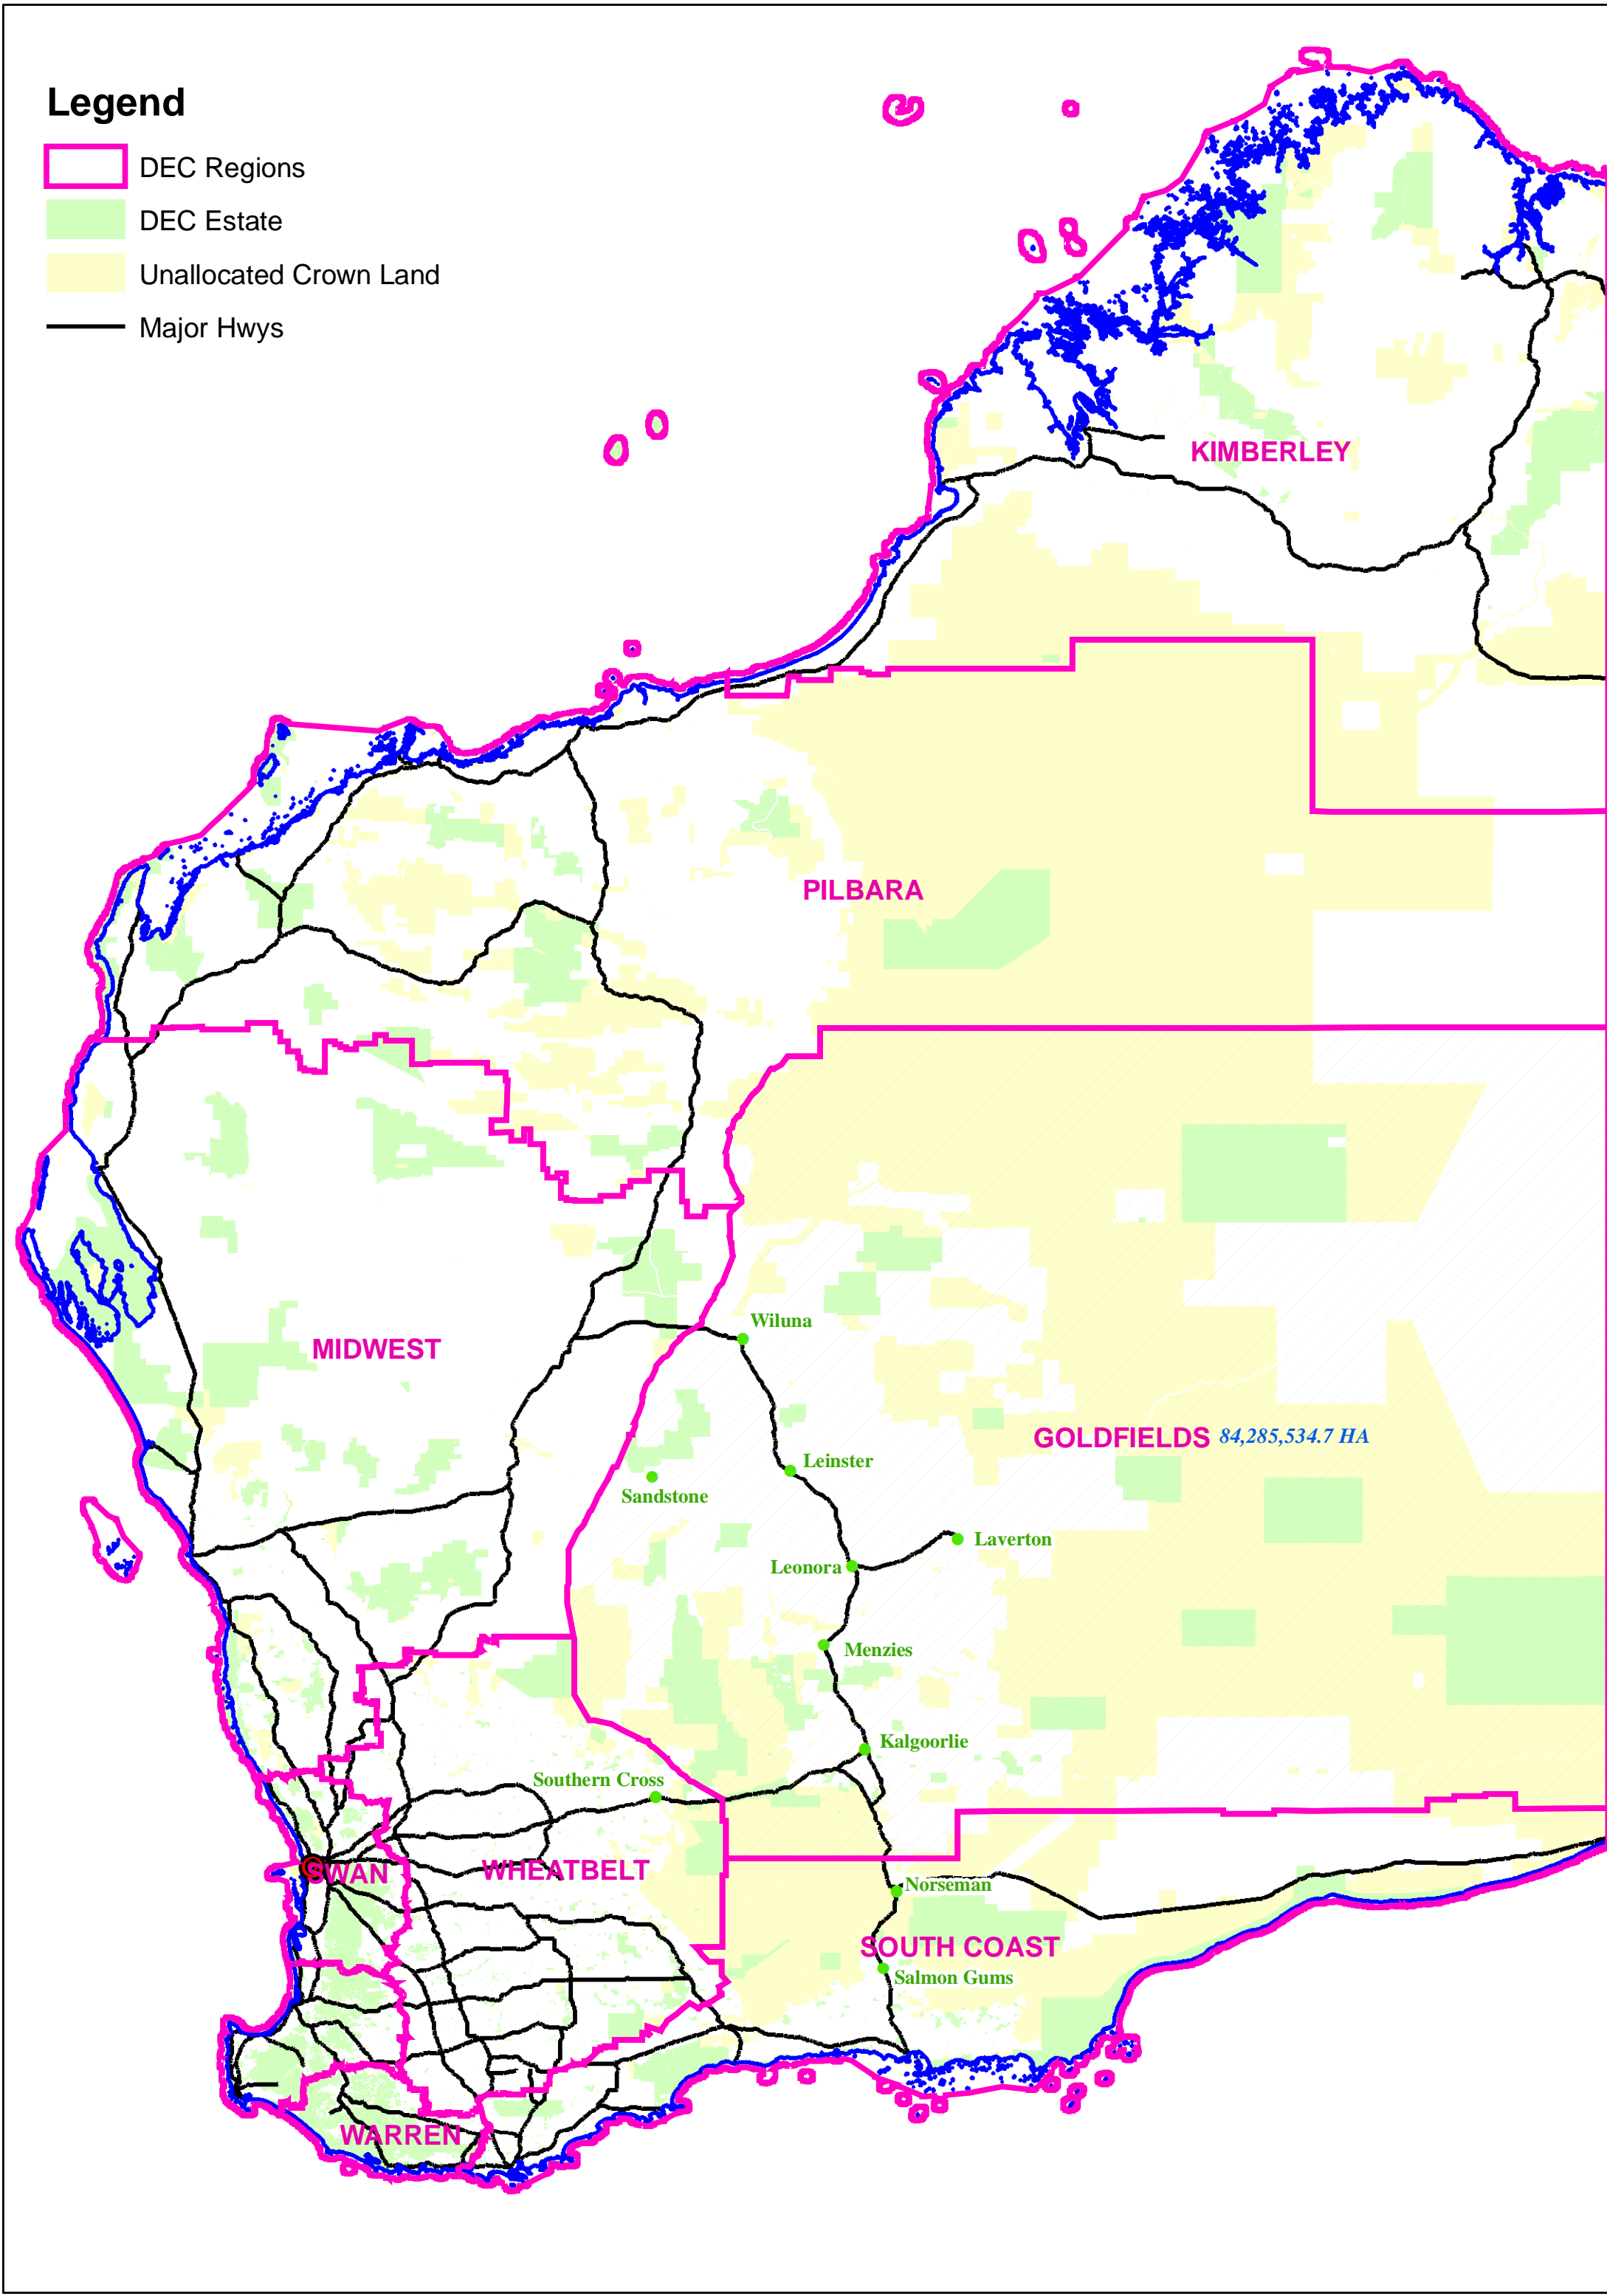 Legend
DEC Regions
DEC Estate
Unallocated Crown Land
Major Hwys
KIMBERLEY
PILBARA
Wiluna
MIDWEST
GOLDFIELDS 84,285,534.7 HA
Leinster
Sandstone
Laverton
Leonora
Menzies
Kalgoorlie
Southern Cross
SWAN
WHEATBELT
Norseman
SOUTH COAST
Salmon Gums
WARREN